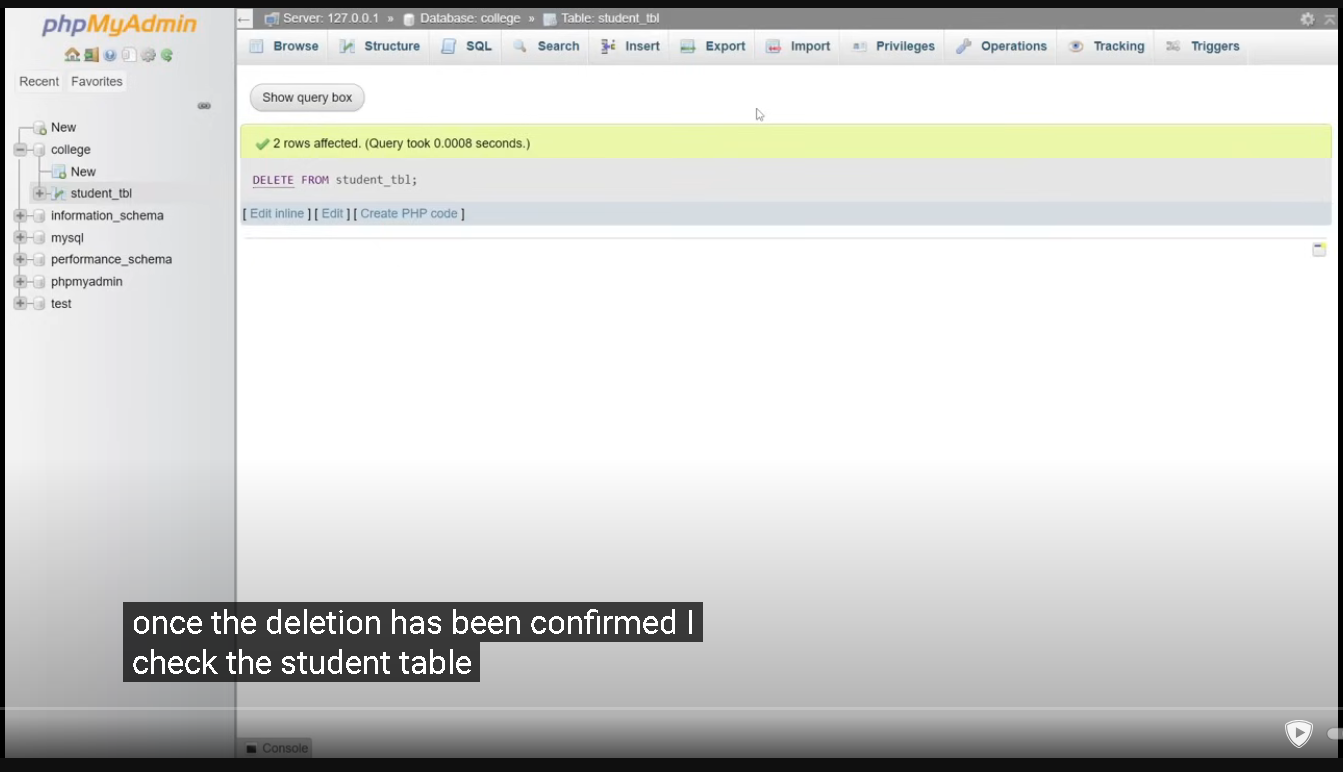 phpMyAdmin
Recent Favorites
New
college
New
student_tbl
information_schema
mysql
performance_schema
phpmyadmin
test
Server: 127.0.0.1 » Database: college » Table: student_tbl
Browse Structure SQL Search Insert Export Import Privileges Operations Tracking Triggers
Show query box
2 rows affected. (Query took 0.0008 seconds.)
DELETE FROM student_tbl;
[ Edit inline ] [ Edit ] [ Create PHP code ]
once the deletion has been confirmed I
check the student table
Console